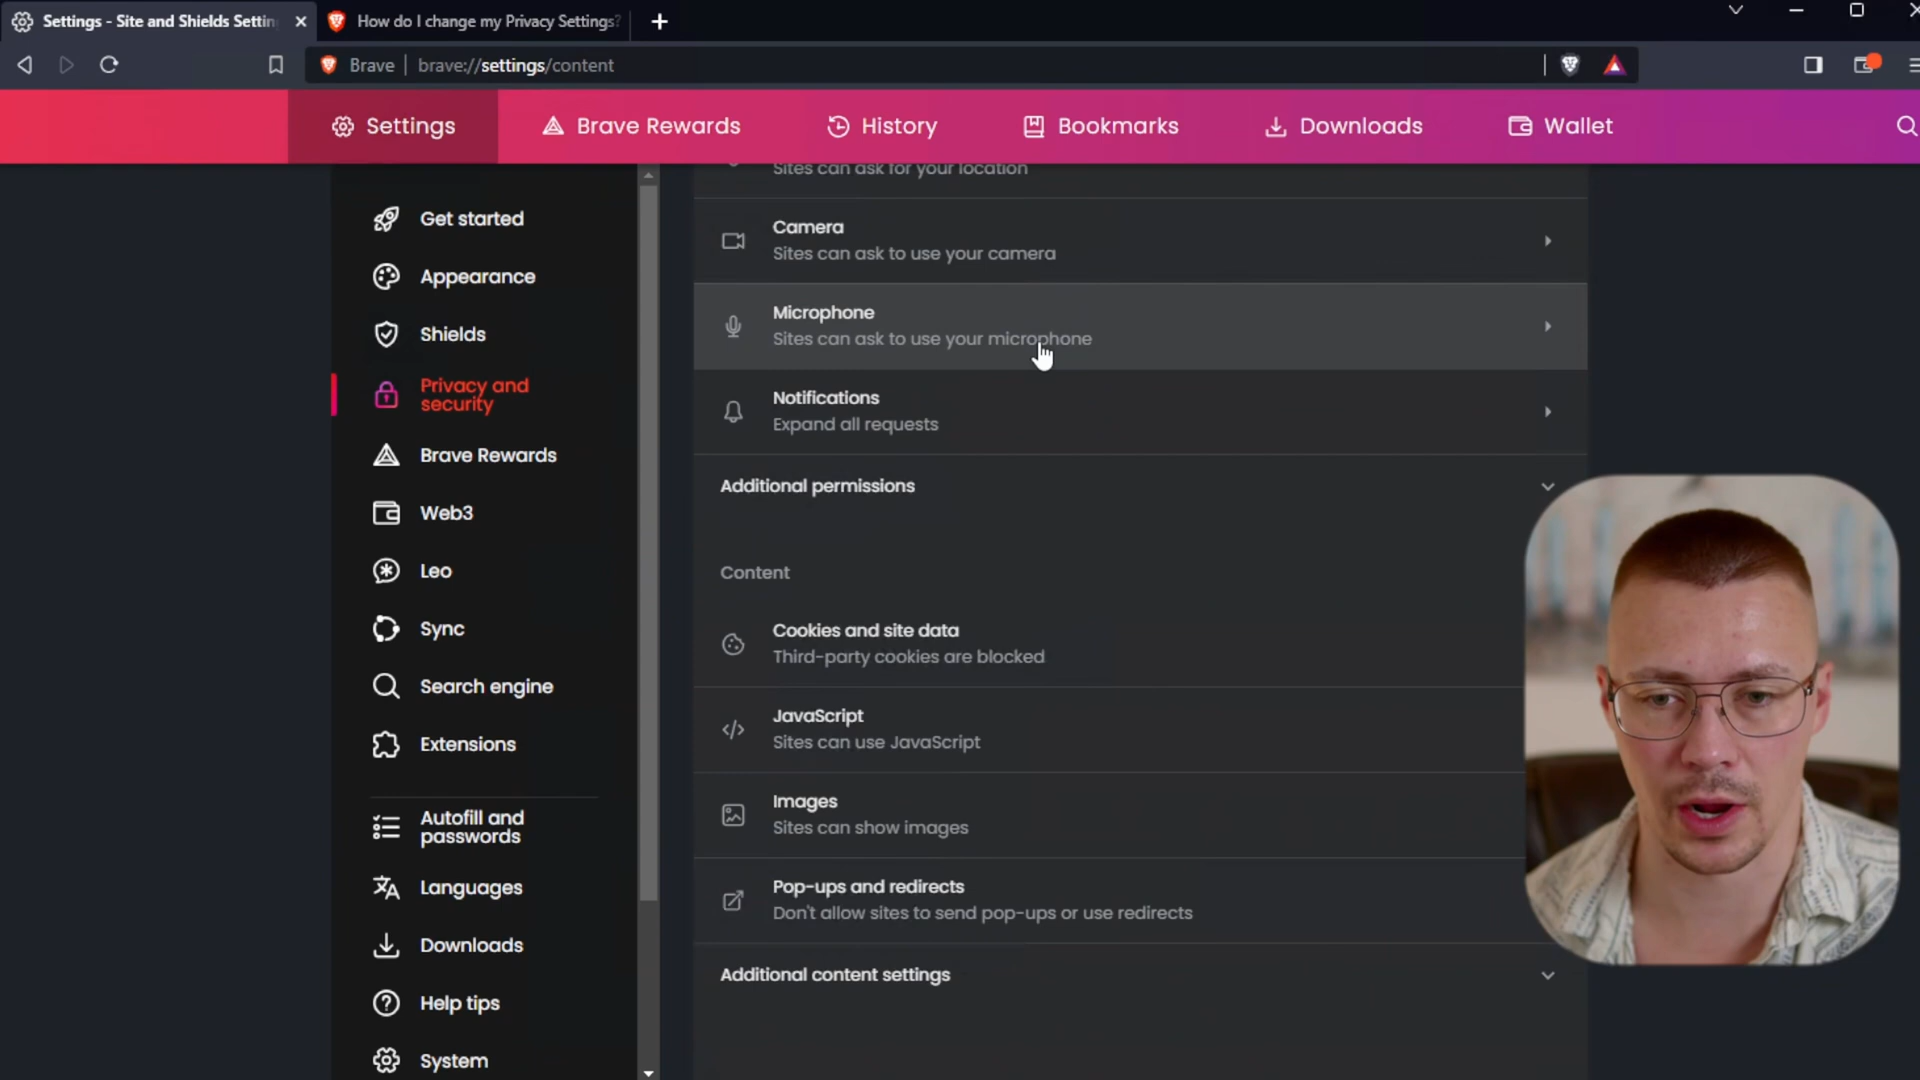 Settings - Site and Shields Settin
How do I change my Privacy Settings?
Brave
brave://settings/content
Settings
Brave Rewards
History
Bookmarks
Downloads
Wallet
Get started
Appearance
Shields
Privacy and
security
Brave Rewards
Web3
Leo
Sync
Search engine
Extensions
Autofill and
passwords
Languages
Downloads
Help tips
System
Sites can ask for your location
Camera
Sites can ask to use your camera
Microphone
Sites can ask to use your microphone
Notifications
Expand all requests
Additional permissions
Content
Cookies and site data
Third-party cookies are blocked
JavaScript
Sites can use JavaScript
Images
Sites can show images
Pop-ups and redirects
Don't allow sites to send pop-ups or use redirects
Additional content settings